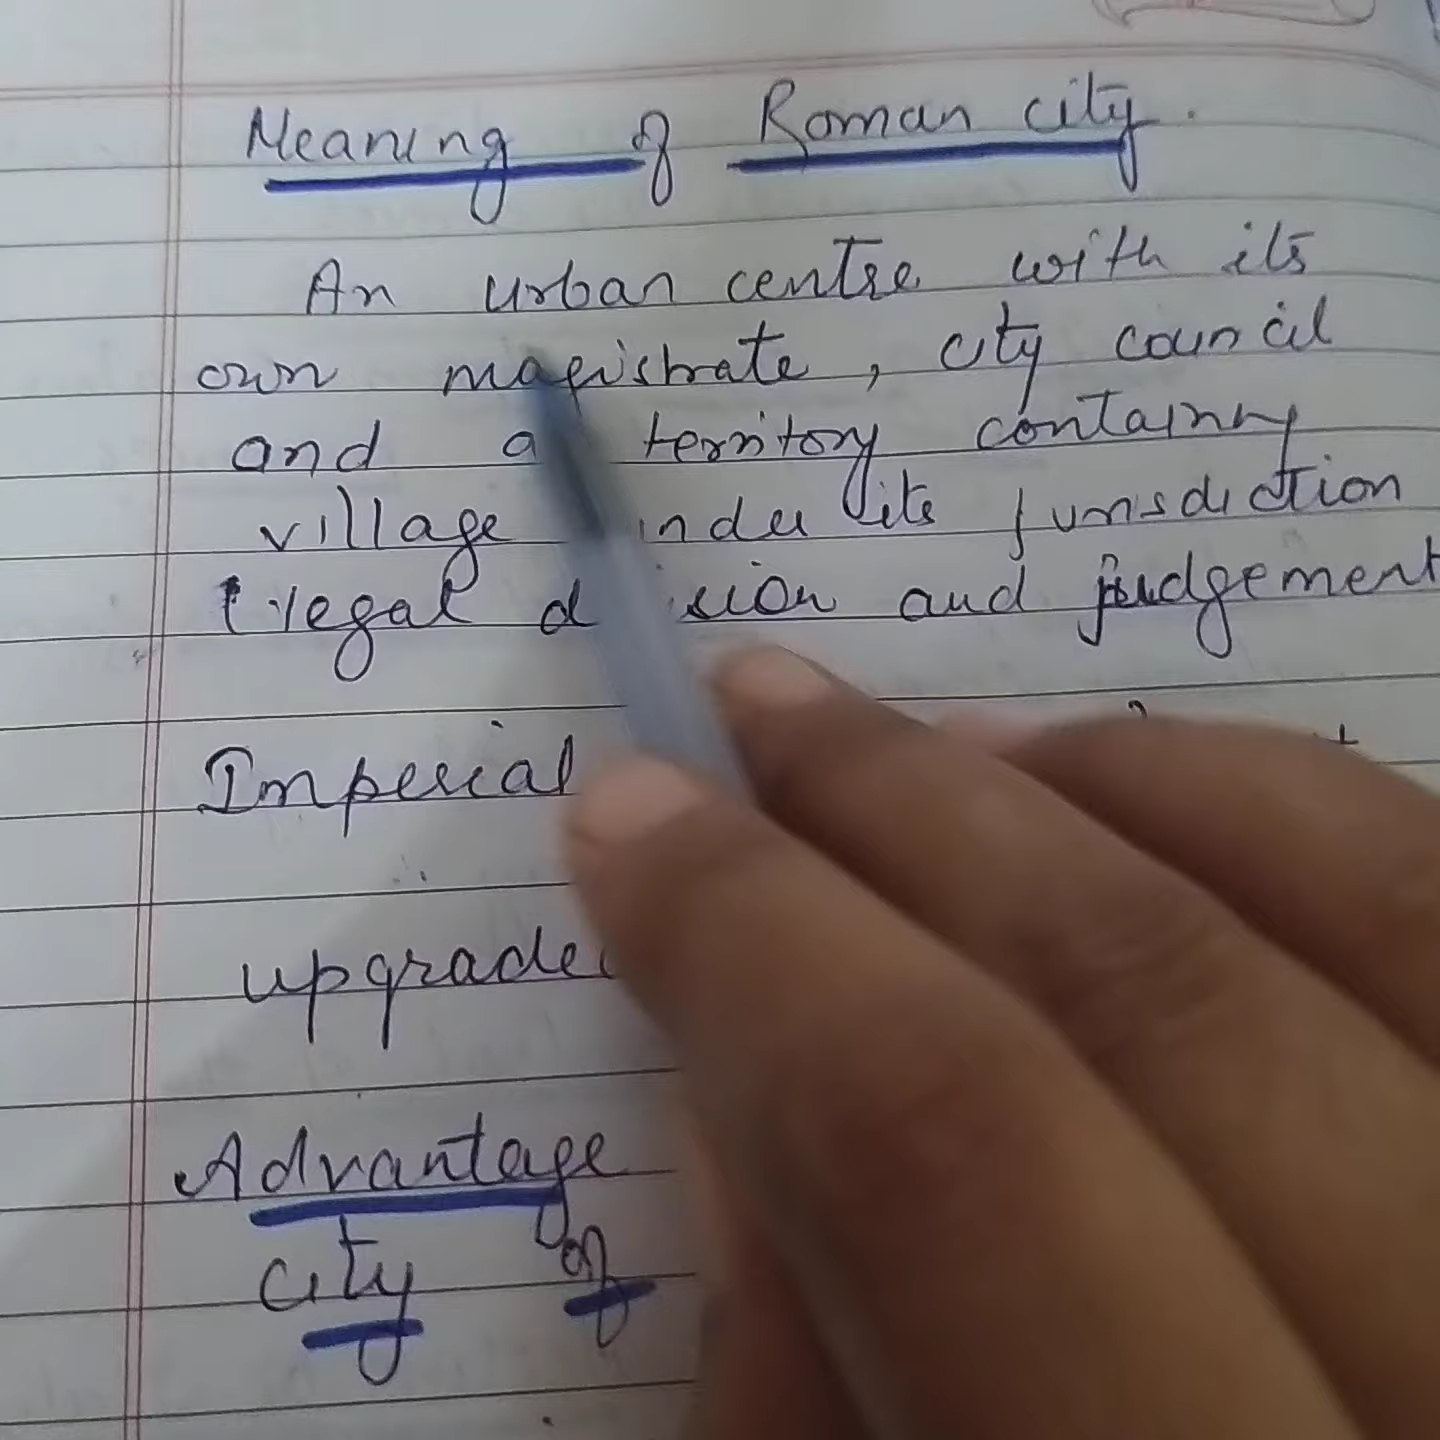 Meaning of Roman city.
An urban centre with its
own magistrate, city council
and a territory containing
village under its jurisdiction
legal and judgement
Imperial
upgraded
Advantage
city of